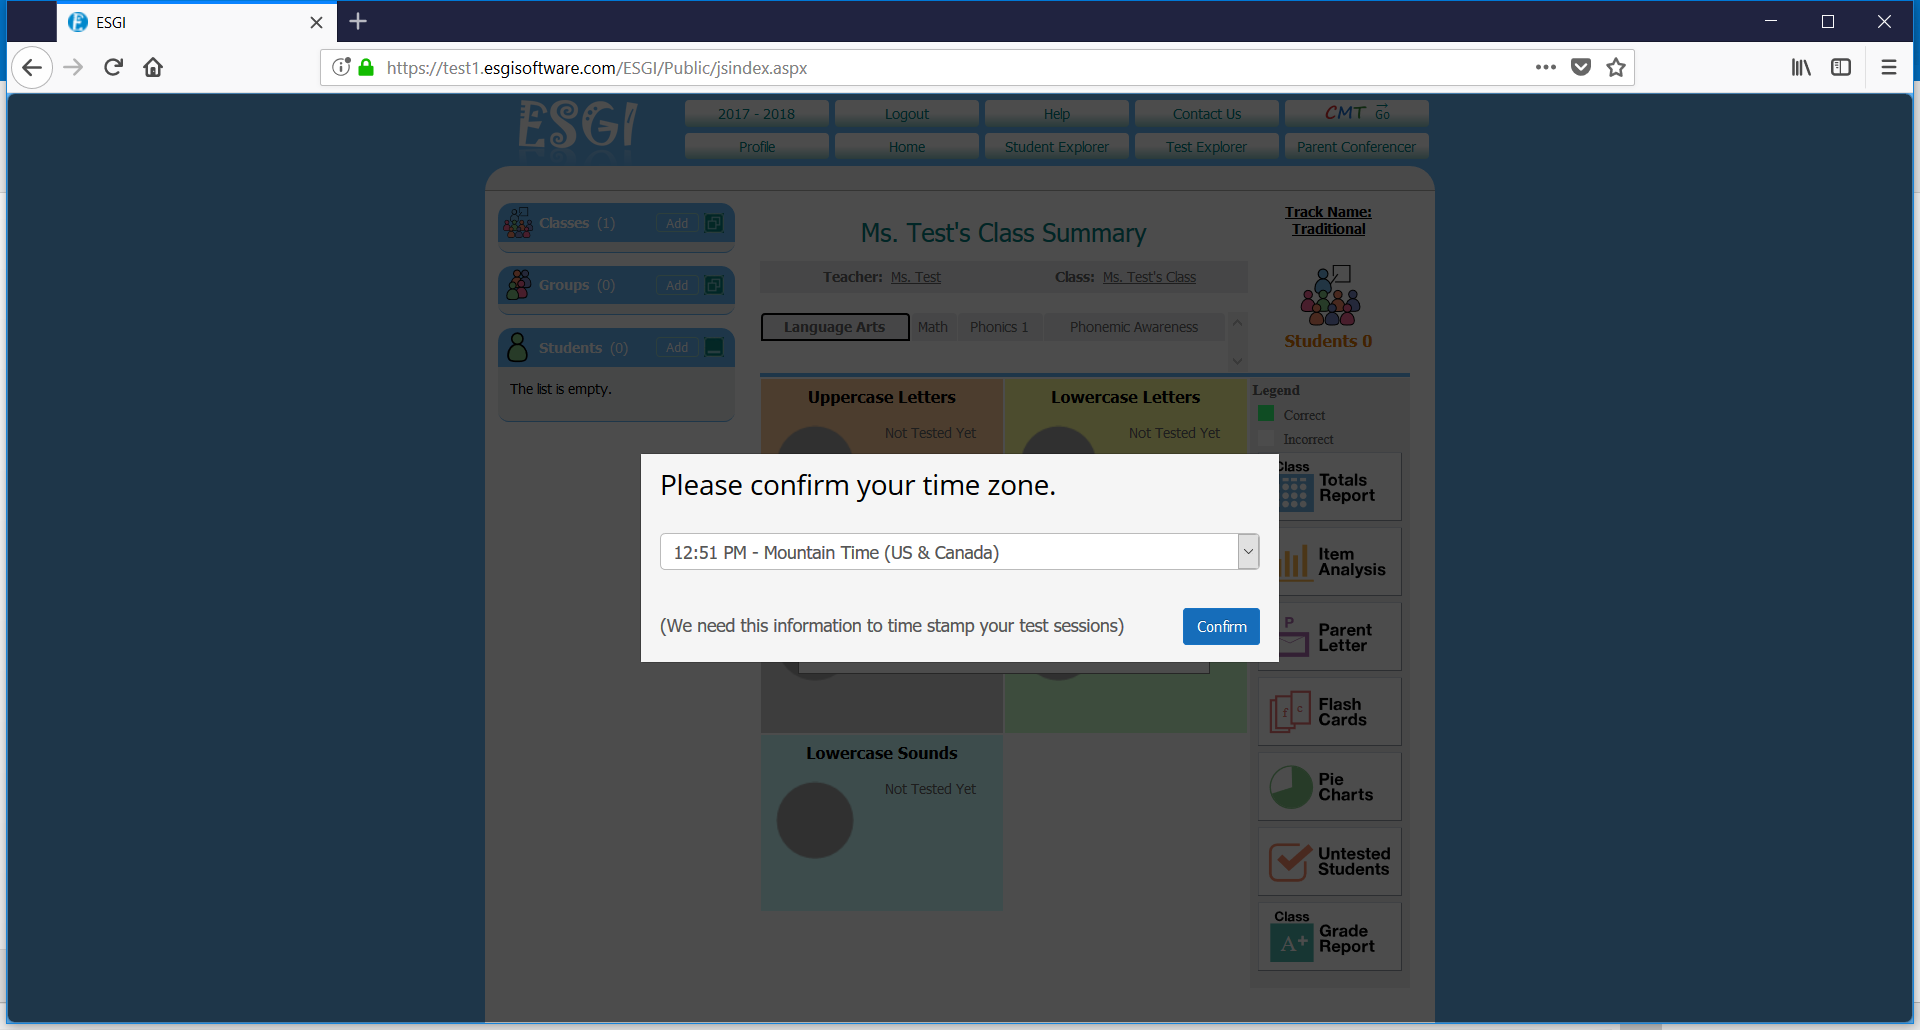 ESGI
https://test1.esgisoftware.com/ESGI/Public/jsindex.aspx
ESGI
2017 - 2018
Logout
Help
Contact Us
CMT Go
Profile
Home
Student Explorer
Test Explorer
Parent Conferencer
Classes (1)
Add
Groups (0)
Add
Students (0)
Add
The list is empty.
Ms. Test's Class Summary
Teacher: Ms. Test
Class: Ms. Test's Class
Track Name:
Traditional
Students 0
Language Arts
Math
Phonics 1
Phonemic Awareness
Uppercase Letters
Not Tested Yet
Lowercase Letters
Not Tested Yet
Legend
Correct
Incorrect
Please confirm your time zone.
12:51 PM - Mountain Time (US & Canada)
(We need this information to time stamp your test sessions)
Confirm
Lowercase Sounds
Not Tested Yet
Class
Totals
Report
Item
Analysis
P
Parent
Letter
f c
Flash
Cards
Pie
Charts
Untested
Students
Class
A+
Grade
Report